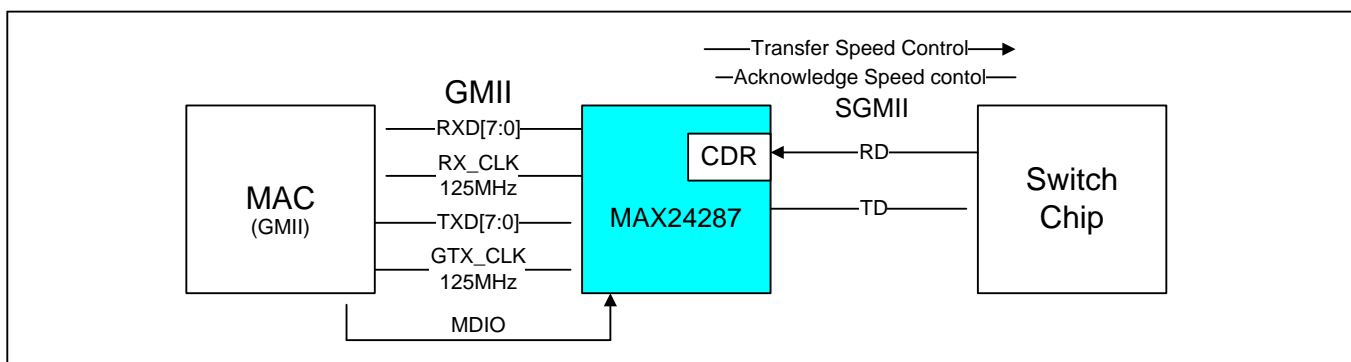 Transfer Speed Control
Acknowledge Speed contol
GMII
SGMII
RXD[7:0]
CDR
RD
RX_CLK
125MHz
MAC
(GMII)
TXD[7:0]
MAX24287
TD
Switch
Chip
GTX_CLK
125MHz
MDIO